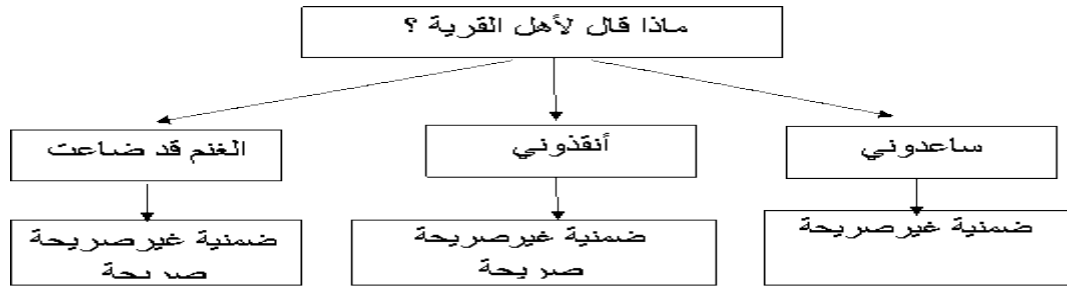 ماذا قال لأهل القرية ؟
ساعدوني
أنقذوني
الغنم قد ضاعت
ضمنية غيرصريحة
ضمنية غيرصريحة
صريحة
ضمنية غيرصريحة
صريحة